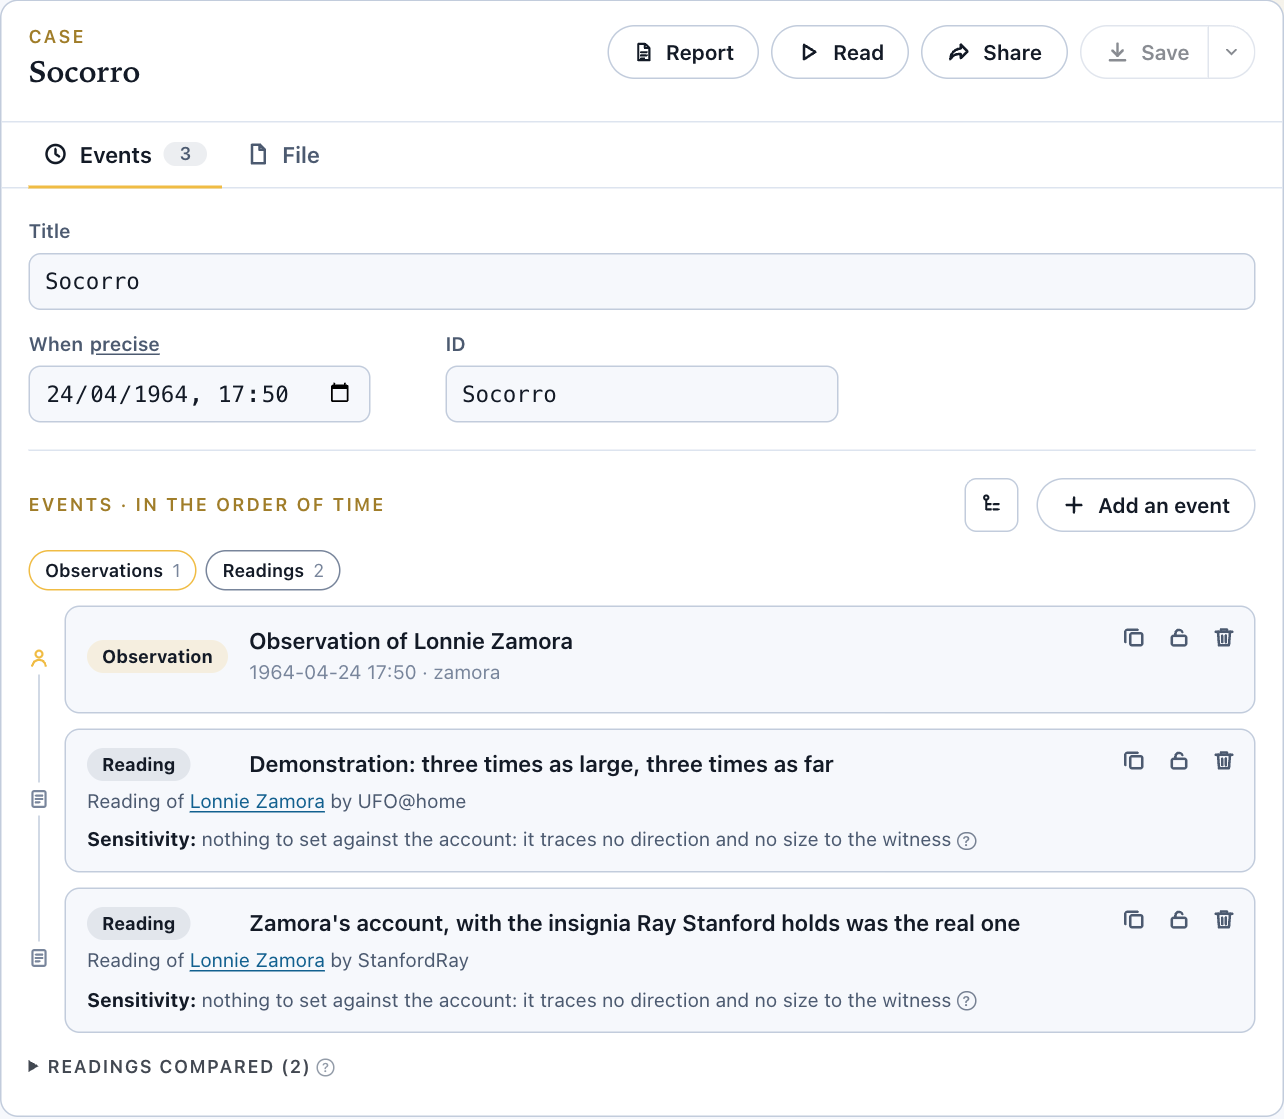 CASE
Socorro
Report
Read
Share
Save
Events 3
File
Title
Socorro
When precise
ID
24/04/1964, 17:50
Socorro
EVENTS · IN THE ORDER OF TIME
Add an event
Observations 1
Readings 2
Observation
Observation of Lonnie Zamora
1964-04-24 17:50 · zamora
Reading
Demonstration: three times as large, three times as far
Reading of Lonnie Zamora by UFO@home
Sensitivity: nothing to set against the account: it traces no direction and no size to the witness ?
Reading
Zamora's account, with the insignia Ray Stanford holds was the real one
Reading of Lonnie Zamora by StanfordRay
Sensitivity: nothing to set against the account: it traces no direction and no size to the witness ?
READINGS COMPARED (2) ?